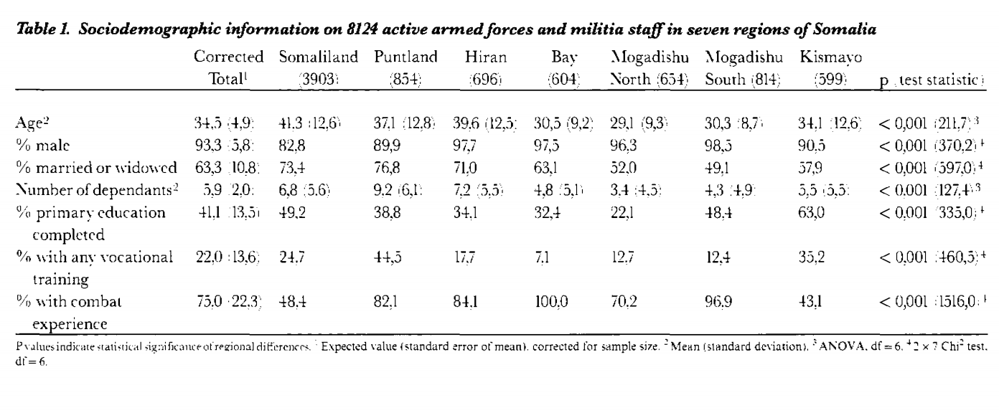 Table 1. Sociodemographic information on 8124 active armed forces and militia staff in seven regions of Somalia
Corrected Somaliland Puntland Hiran Bay Mogadishu Mogadishu Kismayo
Total1 (3903) (854) (696) (604) North (654) South (814) (599) p (test statistic)
Age2 34,5 (4,9) 41,3 (12,6) 37,1 (12,8) 39,6 (12,5) 30,5 (9,2) 29,1 (9,3) 30,3 (8,7) 34,1 (12,6) < 0,001 (211,7)3
% male 93,3 (5,8) 82,8 89,9 97,7 97,5 96,3 98,5 90,5 < 0,001 (370,2)4
% married or widowed 63,3 (10,8) 73,4 76,8 71,0 63,1 52,0 49,1 57,9 < 0,001 (597,0)4
Number of dependants2 5,9 (2,0) 6,8 (5,6) 9,2 (6,1) 7,2 (5,5) 4,8 (5,1) 3,4 (4,5) 4,3 (4,9) 5,5 (5,5) < 0,001 (127,4)3
% primary education 41,1 (13,5) 49,2 38,8 34,1 32,4 22,1 48,4 63,0 < 0,001 (335,0)4
completed
% with any vocational 22,0 (13,6) 24,7 44,5 17,7 7,1 12,7 12,4 35,2 < 0,001 (460,5)4
training
% with combat 75,0 (22,3) 48,4 82,1 84,1 100,0 70,2 96,9 43,1 < 0,001 (1516,0)4
experience
P values indicate statistical significance of regional differences. 1 Expected value (standard error of mean), corrected for sample size. 2 Mean (standard deviation). 3 ANOVA, df = 6. 4 2 × 7 Chi2 test,
df = 6.